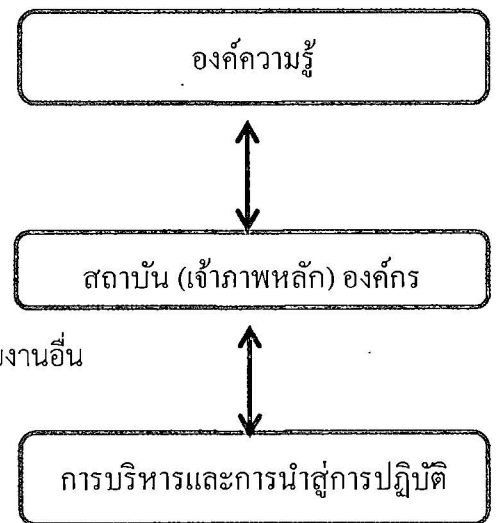 องค์ความรู้
สถาบัน (เจ้าภาพหลัก) องค์กร
งานอื่น
การบริหารและการนำสู่การปฏิบัติ